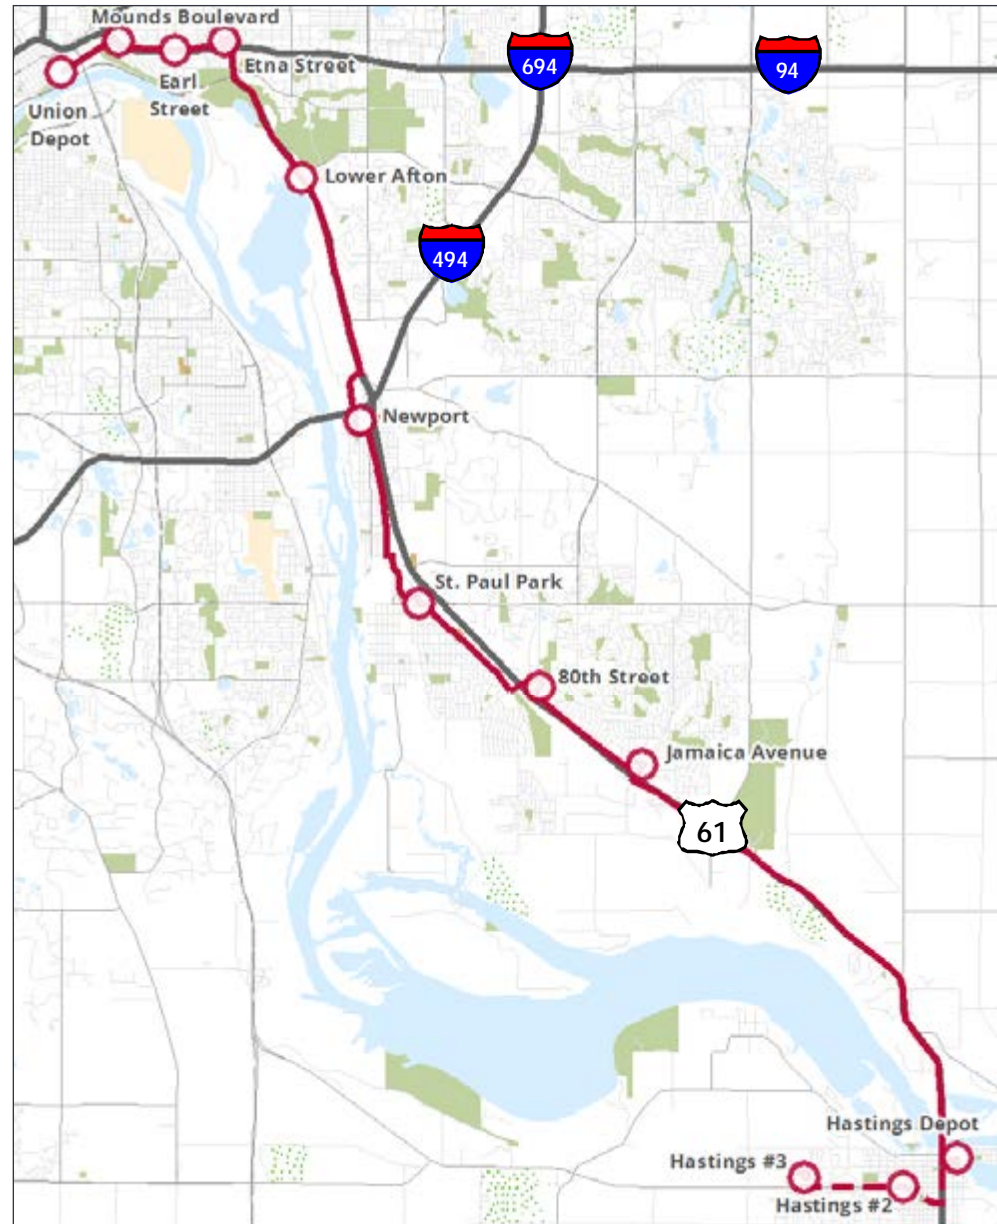 Mounds Boulevard
694
94
Etna Street
Earl
Street
Union
Depot
Lower Afton
494
Newport
St. Paul Park
80th Street
Jamaica Avenue
61
Hastings Depot
Hastings #3
Hastings #2